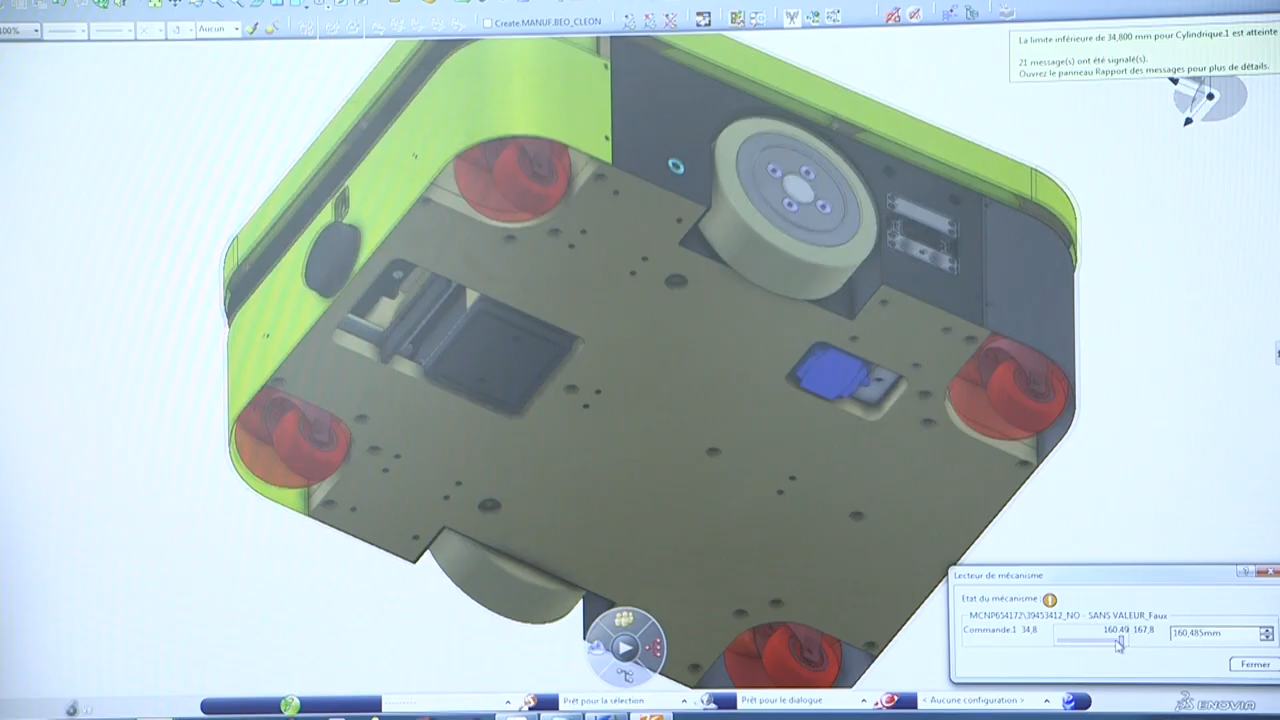 00%
Aucun
Create.MANUF.BEO_CLEON
La limite inférieure de 34,800 mm pour Cylindrique.1 est atteinte
21 message(s) ont été signalé(s).
Ouvrez le panneau Rapport des messages pour plus de détails.
Lecteur de mécanisme
Etat du mécanisme :
MCNP654172\39453412_NO - SANS VALEUR_Faux
Commande.1 34,8 160.49 167,8 160,485mm
Fermer
Prêt pour la sélection
Prêt pour le dialogue
< Aucune configuration >
ENOVIA